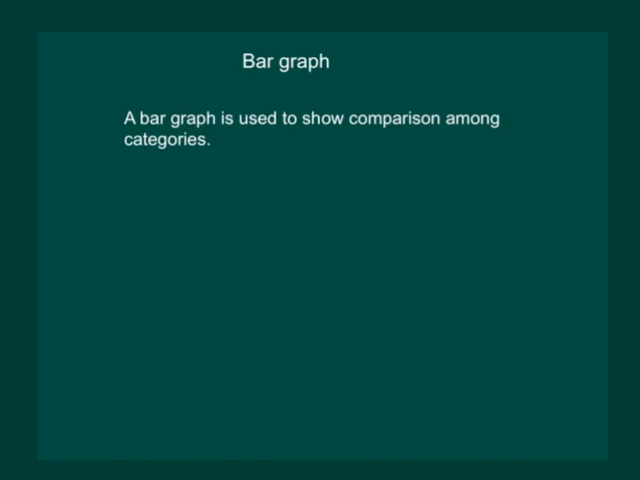 Bar graph
A bar graph is used to show comparison among
categories.